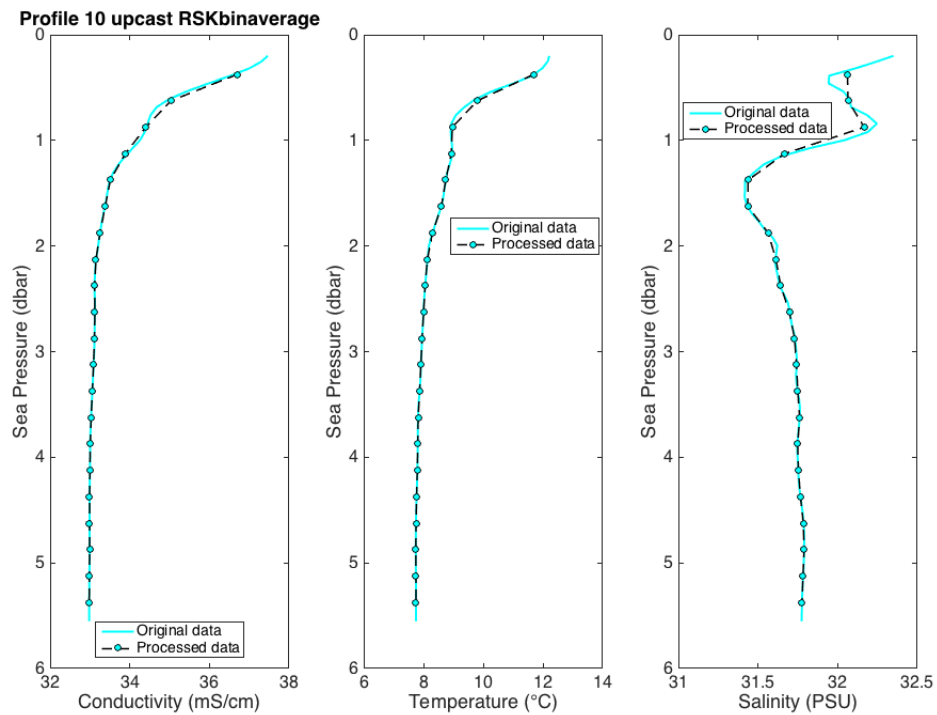 Profile 10 upcast RSKbinaverage
0
1
2
3
4
5
6
Sea Pressure (dbar)
32
34
36
38
Conductivity (mS/cm)
Original data
Processed data
0
1
2
3
4
5
6
Sea Pressure (dbar)
6
8
10
12
14
Temperature (°C)
Original data
Processed data
0
1
2
3
4
5
6
Sea Pressure (dbar)
31
31.5
32
32.5
Salinity (PSU)
Original data
Processed data